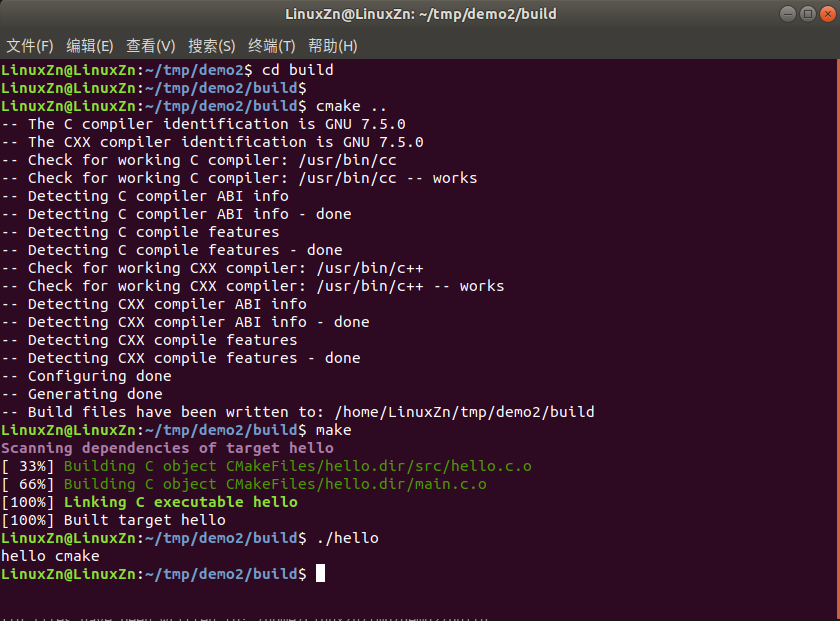 LinuxZn@LinuxZn: ~/tmp/demo2/build
文件(F) 编辑(E) 查看(V) 搜索(S) 终端(T) 帮助(H)
LinuxZn@LinuxZn:~/tmp/demo2$ cd build
LinuxZn@LinuxZn:~/tmp/demo2/build$
LinuxZn@LinuxZn:~/tmp/demo2/build$ cmake ..
-- The C compiler identification is GNU 7.5.0
-- The CXX compiler identification is GNU 7.5.0
-- Check for working C compiler: /usr/bin/cc
-- Check for working C compiler: /usr/bin/cc -- works
-- Detecting C compiler ABI info
-- Detecting C compiler ABI info - done
-- Detecting C compile features
-- Detecting C compile features - done
-- Check for working CXX compiler: /usr/bin/c++
-- Check for working CXX compiler: /usr/bin/c++ -- works
-- Detecting CXX compiler ABI info
-- Detecting CXX compiler ABI info - done
-- Detecting CXX compile features
-- Detecting CXX compile features - done
-- Configuring done
-- Generating done
-- Build files have been written to: /home/LinuxZn/tmp/demo2/build
LinuxZn@LinuxZn:~/tmp/demo2/build$ make
Scanning dependencies of target hello
[ 33%] Building C object CMakeFiles/hello.dir/src/hello.c.o
[ 66%] Building C object CMakeFiles/hello.dir/main.c.o
[100%] Linking C executable hello
[100%] Built target hello
LinuxZn@LinuxZn:~/tmp/demo2/build$ ./hello
hello cmake
LinuxZn@LinuxZn:~/tmp/demo2/build$